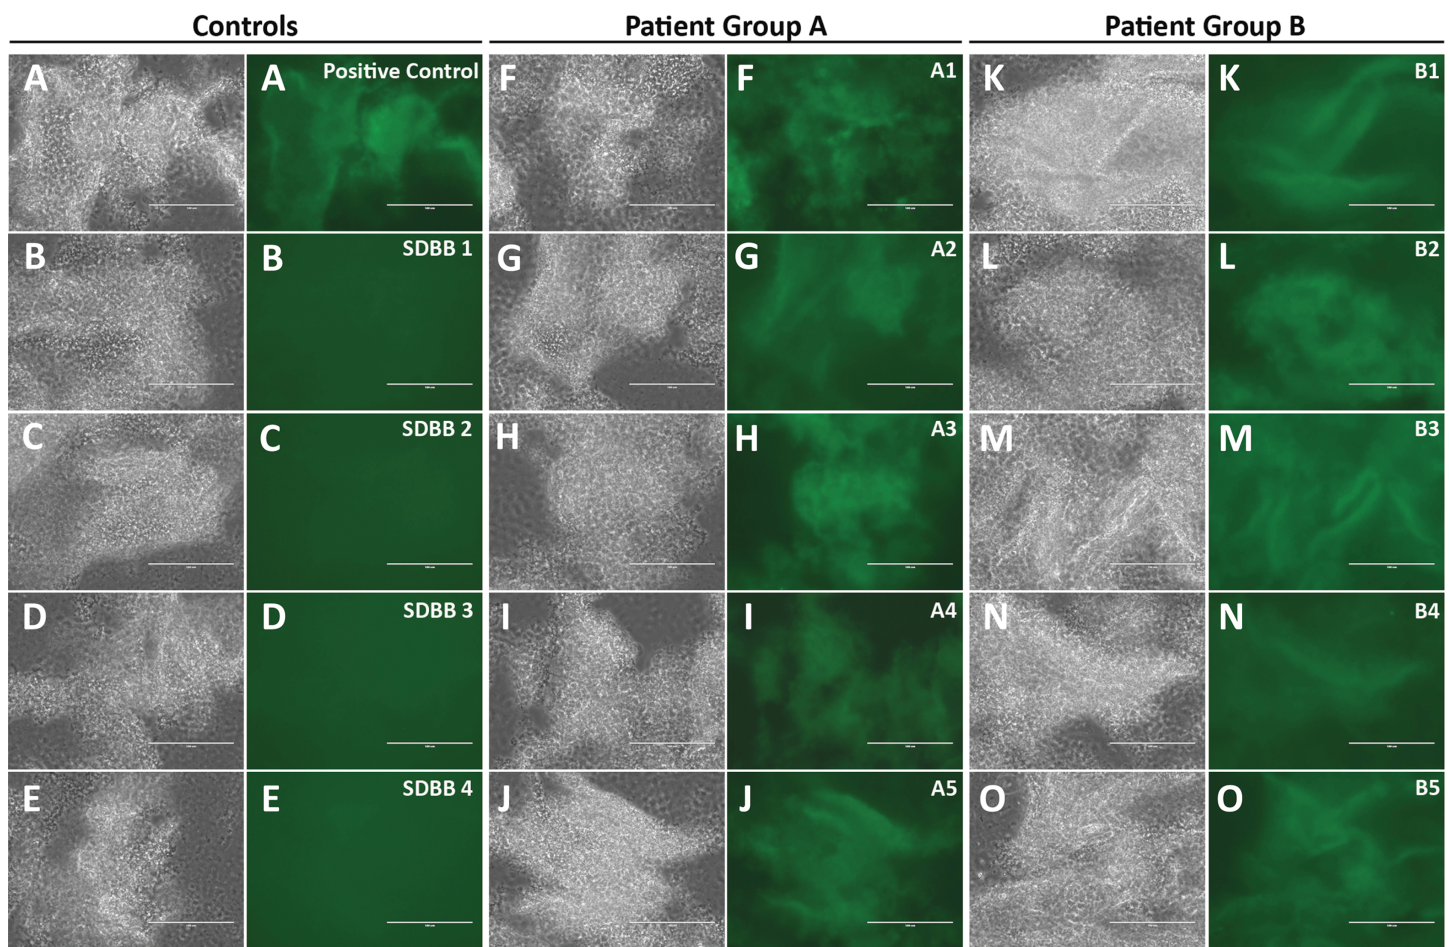 Controls Patient Group A Patient Group B
A A Positive Control F F A1 K K B1
B B SDBB 1 G G A2 L L B2
C C SDBB 2 H H A3 M M B3
D D SDBB 3 I I A4 N N B4
E E SDBB 4 J J A5 O O B5